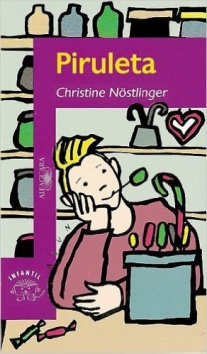 Piruleta
Christine Nöstlinger
ALFAGUARA
INFANTIL